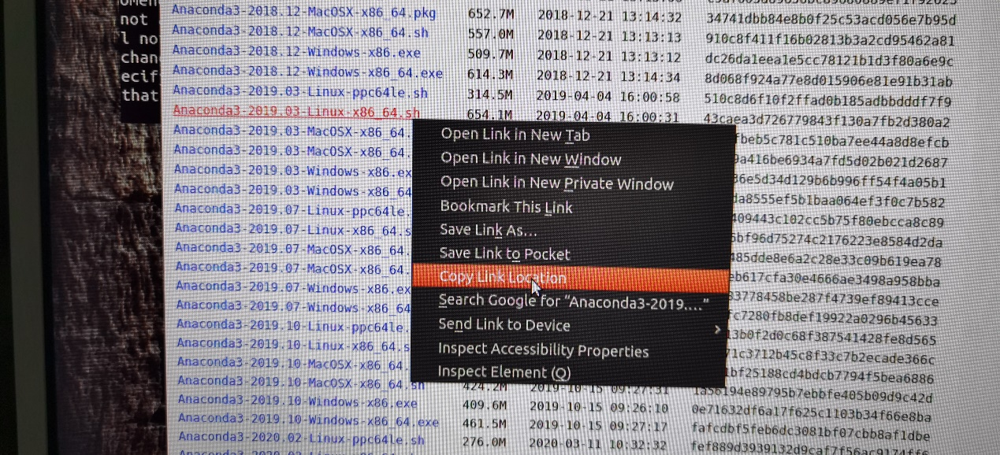 not
l no
chan
ecif
that
Anaconda3-2018.12-MacOSX-x86_64.pkg 652.7M 2018-12-21 13:14:32 34741dbb84e8b0f25c53acd056e7b95d
Anaconda3-2018.12-MacOSX-x86_64.sh 557.0M 2018-12-21 13:13:13 910c8f411f16b02813b3a2cd95462a81
Anaconda3-2018.12-Windows-x86.exe 509.7M 2018-12-21 13:13:12 dc26da1eea1e5cc78121b1d3f80a6e9c
Anaconda3-2018.12-Windows-x86_64.exe 614.3M 2018-12-21 13:14:34 8d068f924a77e8d015906e81e91b31ab
Anaconda3-2019.03-Linux-ppc64le.sh 314.5M 2019-04-04 16:00:58 510c8d6f10f2ffad0b185adbbdddf7f9
Anaconda3-2019.03-Linux-x86_64.sh 654.1M 2019-04-04 16:00:31 43caea3d726779843f130a7fb2d380a2
Anaconda3-2019.03-MacOSX-x86_64. fbeb5c781c510ba7ee44a8d8efcb
Anaconda3-2019.03-MacOSX-x86_64. a416be6934a7fd5d02b021d2687
Anaconda3-2019.03-Windows-x86.ex 6e5d34d129b6b996ff54f4a05b1
Anaconda3-2019.03-Windows-x86_64. da8555ef5b1baa064ef3f0c7b582
Anaconda3-2019.07-Linux-ppc64le. 409443c102cc5b75f80ebcca8c89
Anaconda3-2019.07-Linux-x86_64.s bf96d75274c2176223e8584d2da
Anaconda3-2019.07-MacOSX-x86_64. 485dde8e6a2c28e33c09b619ea78
Anaconda3-2019.07-MacOSX-x86_64. eb617cfa30e4666ae3498a958bba
Anaconda3-2019.07-Windows-x86.ex 83778458be287f4739ef89413cce
Anaconda3-2019.07-Windows-x86_64. fc7280fb8def19922a0296b45633
Anaconda3-2019.10-Linux-ppc64le. 13b0f2d0c68f387541428fe8d565
Anaconda3-2019.10-Linux-x86_64.s 71c3712b45c8f33c7b2ecade366c
Anaconda3-2019.10-MacOSX-x86_64. bf25188cd4bdcb7794f5bea6886
Anaconda3-2019.10-MacOSX-x86_64.sh 424.2M 2019-10-15 09:27:31 1a56194e89795b7ebbfe405b09d9c42d
Anaconda3-2019.10-Windows-x86.exe 409.6M 2019-10-15 09:26:10 0e71632df6a17f625c1103b34f66e8ba
Anaconda3-2019.10-Windows-x86_64.exe 461.5M 2019-10-15 09:27:17 fafcdbf5feb6dc3081bf07cbb8af1dbe
Anaconda3-2020.02-Linux-ppc64le.sh 276.0M 2020-03-11 10:32:32
Open Link in New Tab
Open Link in New Window
Open Link in New Private Window
Bookmark This Link
Save Link As...
Save Link to Pocket
Copy Link Location
Search Google for “Anaconda3-2019....”
Send Link to Device
Inspect Accessibility Properties
Inspect Element (Q)